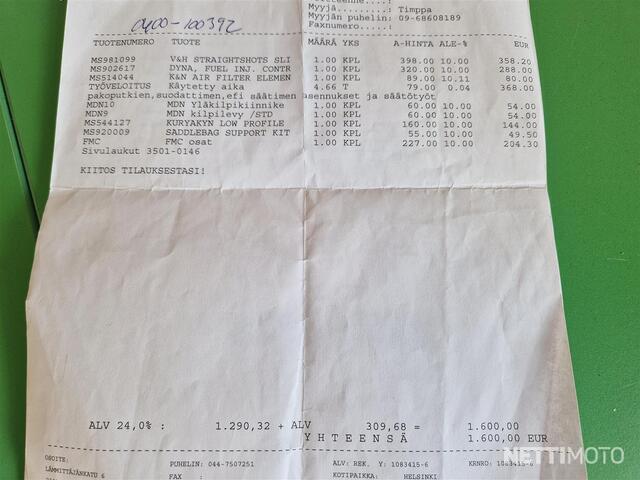 Myyjä.........: Timppa
Myyjän puhelin: 09-68608189
Faxnumero.....:
0400-100392
TUOTENUMERO TUOTE MÄÄRÄ YKS A-HINTA ALE-% EUR
MS981099 V&H STRAIGHTSHOTS SLI 1.00 KPL 398.00 10.00 358.20
MS902617 DYNA, FUEL INJ. CONTR 1.00 KPL 320.00 10.00 288.00
MS514044 K&N AIR FILTER ELEMEN 1.00 KPL 89.00 10.11 80.00
TYÖVELOITUS Käytetty aika 4.66 T 79.00 0.04 368.00
pakoputkien,suodattimen,efi säätimen asennukset ja säätötyöt
MDN10 MDN Yläkilpikiinnike 1.00 KPL 60.00 10.00 54.00
MDN9 MDN kilpilevy /STD 1.00 KPL 60.00 10.00 54.00
MS544127 KURYAKYN LOW PROFILE 1.00 KPL 160.00 10.00 144.00
MS920009 SADDLEBAG SUPPORT KIT 1.00 KPL 55.00 10.00 49.50
FMC FMC osat 1.00 KPL 227.00 10.00 204.30
Sivulaukut 3501-0146
KIITOS TILAUKSESTASI!
ALV 24,0% : 1.290,32 + ALV 309,68 = 1.600,00
YHTEENSÄ 1.600,00 EUR
OSOITE: PUHELIN: 044-7507251 ALV: REK. Y: 1083415-6 KRNRO: 1083415-6
LÄMMITTÄJÄNKATU 6 FAX : KOTIPAIKKA: HELSINKI
NETTIMOTO